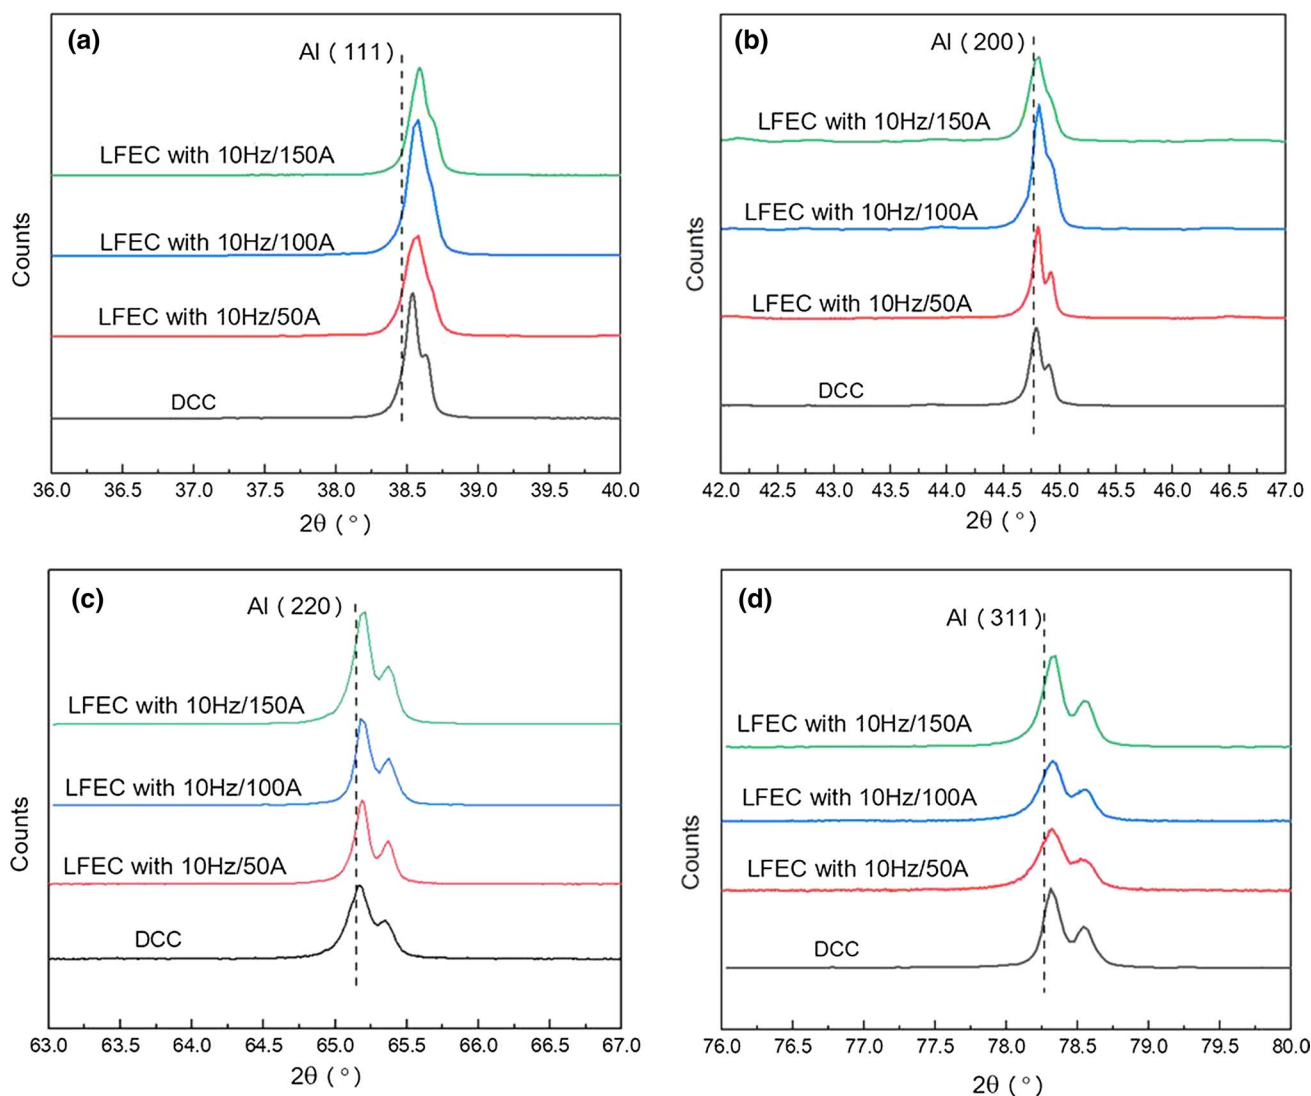 (a)
Al ( 111 )
LFEC with 10Hz/150A
LFEC with 10Hz/100A
LFEC with 10Hz/50A
DCC
Counts
36.0 36.5 37.0 37.5 38.0 38.5 39.0 39.5 40.0
2θ ( ° )
(b)
Al ( 200 )
LFEC with 10Hz/150A
LFEC with 10Hz/100A
LFEC with 10Hz/50A
DCC
Counts
42.0 42.5 43.0 43.5 44.0 44.5 45.0 45.5 46.0 46.5 47.0
2θ ( ° )
(c)
Al ( 220 )
LFEC with 10Hz/150A
LFEC with 10Hz/100A
LFEC with 10Hz/50A
DCC
Counts
63.0 63.5 64.0 64.5 65.0 65.5 66.0 66.5 67.0
2θ ( ° )
(d)
Al ( 311 )
LFEC with 10Hz/150A
LFEC with 10Hz/100A
LFEC with 10Hz/50A
DCC
Counts
76.0 76.5 77.0 77.5 78.0 78.5 79.0 79.5 80.0
2θ ( ° )